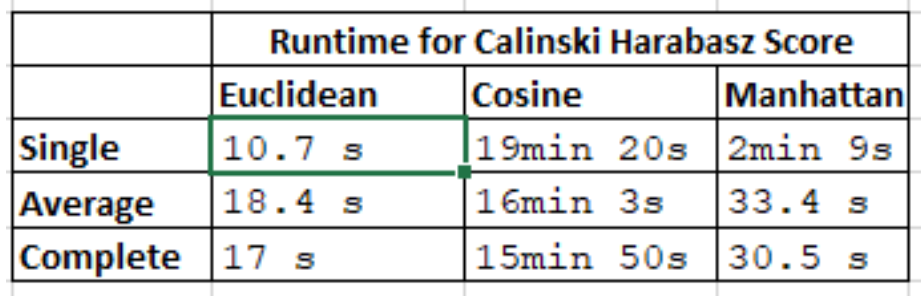 Runtime for Calinski Harabasz Score
Euclidean Cosine Manhattan
Single 10.7 s 19min 20s 2min 9s
Average 18.4 s 16min 3s 33.4 s
Complete 17 s 15min 50s 30.5 s